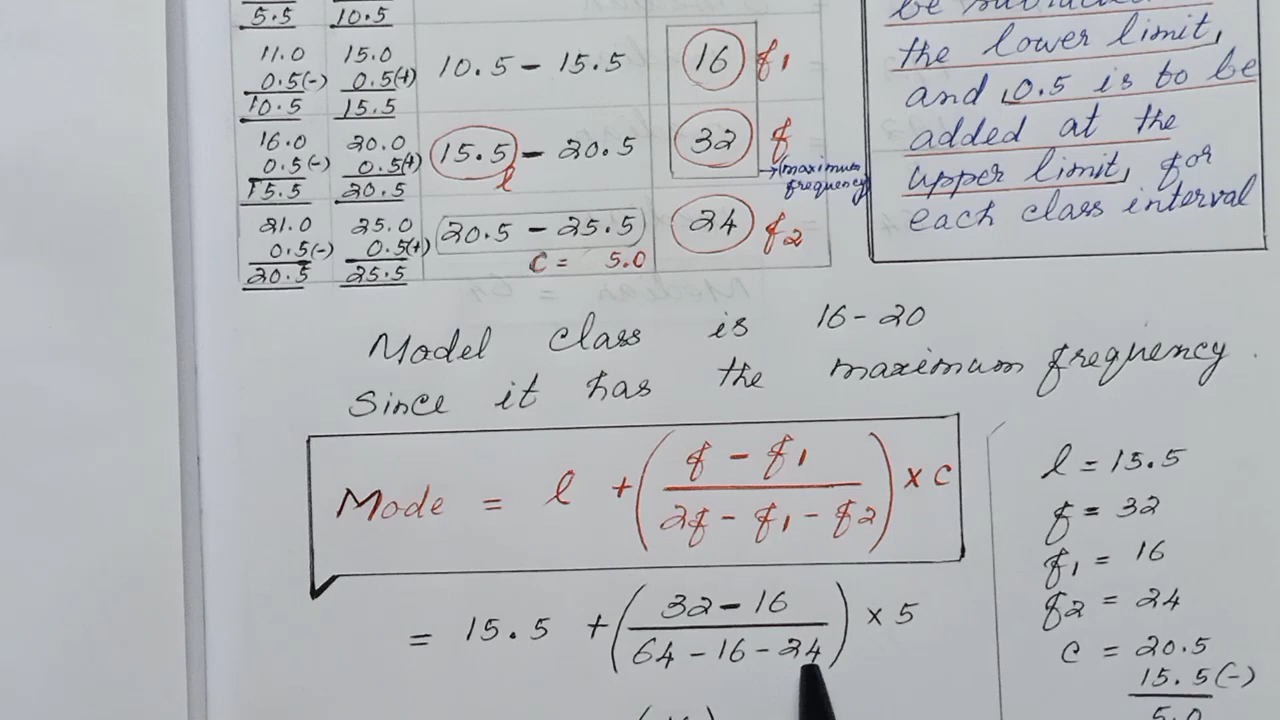 5.5 10.5
be
the lower limit,
and 0.5 is to be
added at the
upper limit, for
each class interval
11.0 15.0
0.5(-) 0.5(+) 10.5 - 15.5 16 f1
10.5 15.5
16.0 20.0
0.5(-) 0.5(+) 15.5 - 20.5 32 f
15.5 20.5 l → (maximum
frequency)
21.0 25.0
0.5(-) 0.5(+) 20.5 - 25.5 24 f2
20.5 25.5 C = 5.0
Model class is 16-20
Since it has the maximum frequency.
Mode = l + (f - f1 / 2f - f1 - f2) × c
= 15.5 + (32-16 / 64-16-24) × 5
l = 15.5
f = 32
f1 = 16
f2 = 24
c = 20.5
15.5(-)
5.0